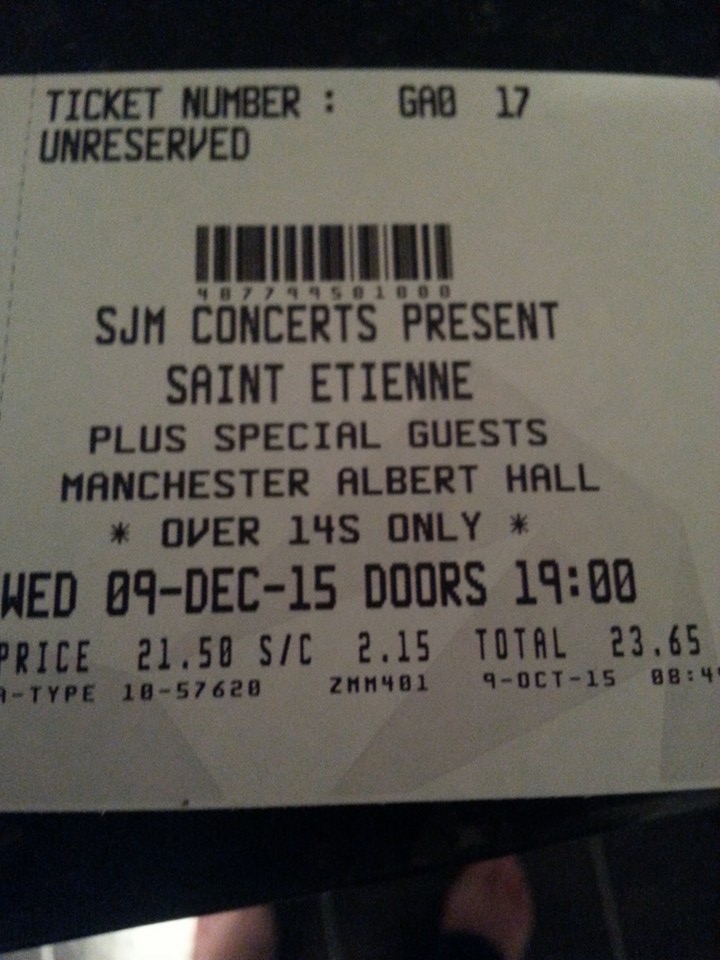 TICKET NUMBER : GA0 17
UNRESERVED
487799501000
SJM CONCERTS PRESENT
SAINT ETIENNE
PLUS SPECIAL GUESTS
MANCHESTER ALBERT HALL
* OVER 14S ONLY *
WED 09-DEC-15 DOORS 19:00
PRICE 21.50 S/C 2.15 TOTAL 23.65
A-TYPE 10-57620 ZMM401 9-OCT-15